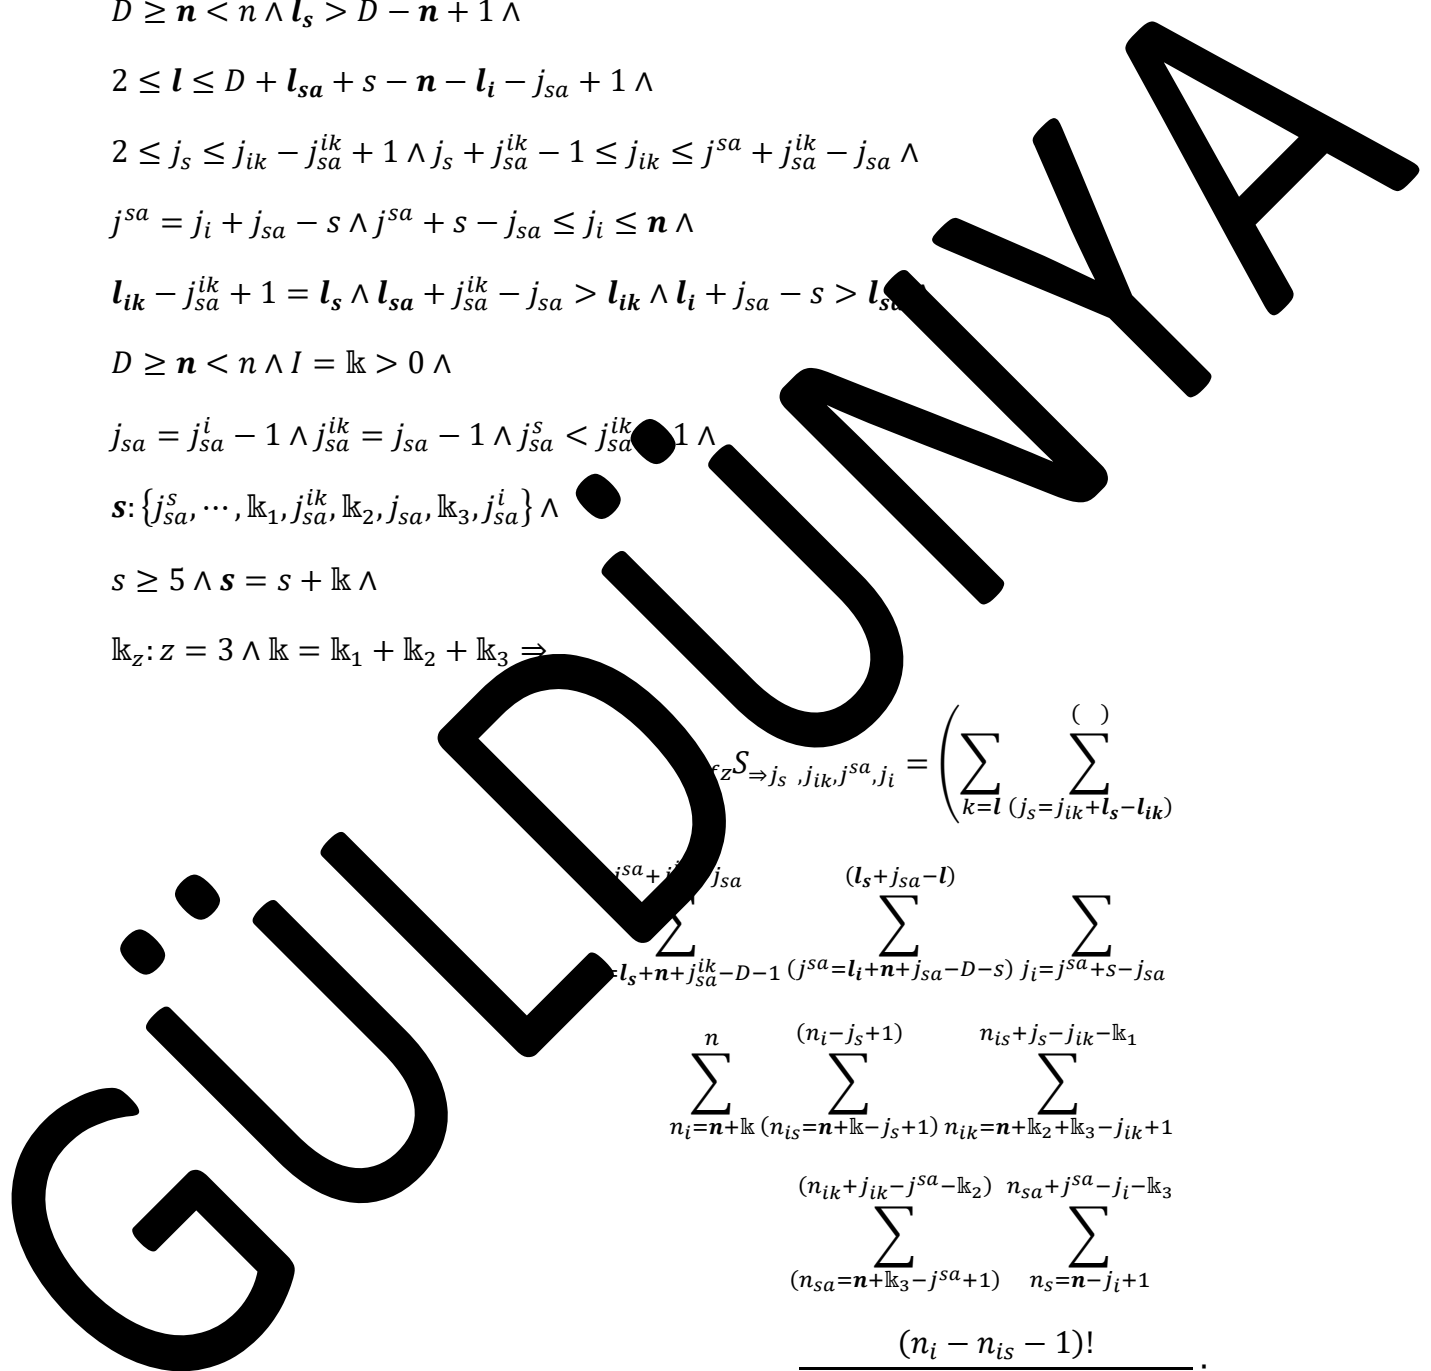 D ≥ n < n ∧ l_s > D − n + 1 ∧
2 ≤ l ≤ D + l_sa + s − n − l_i − j_sa + 1 ∧
2 ≤ j_s ≤ j_ik − j_sa^ik + 1 ∧ j_s + j_sa^ik − 1 ≤ j_ik ≤ j^sa + j_sa^ik − j_sa ∧
j^sa = j_i + j_sa − s ∧ j^sa + s − j_sa ≤ j_i ≤ n ∧
l_ik − j_sa^ik + 1 = l_s ∧ l_sa + j_sa^ik − j_sa > l_ik ∧ l_i + j_sa − s >
D ≥ n < n ∧ I = 𝕜 > 0 ∧
j_sa = j_sa^i − 1 ∧ j_sa^ik = j_sa − 1 ∧ j_sa^s < j_sa^ik 1 ∧
s: {j_sa^s, ⋯, 𝕜_1, j_sa^ik, 𝕜_2, j_sa, 𝕜_3, j_sa^i} ∧
s ≥ 5 ∧ s = s + 𝕜 ∧
𝕜_z: z = 3 ∧ 𝕜 = 𝕜_1 + 𝕜_2 + 𝕜_3 ⇒
( )
S_⇒j_s ,j_ik,j^sa,j_i = ( ∑ ∑
k=l (j_s=j_ik+l_s−l_ik)
j_sa (l_s+j_sa−l)
∑ ∑ ∑
=l_s+n+j_sa^ik−D−1 (j^sa=l_i+n+j_sa−D−s) j_i=j^sa+s−j_sa
n (n_i−j_s+1) n_is+j_s−j_ik−𝕜_1
∑ ∑ ∑
n_i=n+𝕜 (n_is=n+𝕜−j_s+1) n_ik=n+𝕜_2+𝕜_3−j_ik+1
(n_ik+j_ik−j^sa−𝕜_2) n_sa+j^sa−j_i−𝕜_3
∑ ∑
(n_sa=n+𝕜_3−j^sa+1) n_s=n−j_i+1
(n_i − n_is − 1)!
·
GÜLDÜNYA